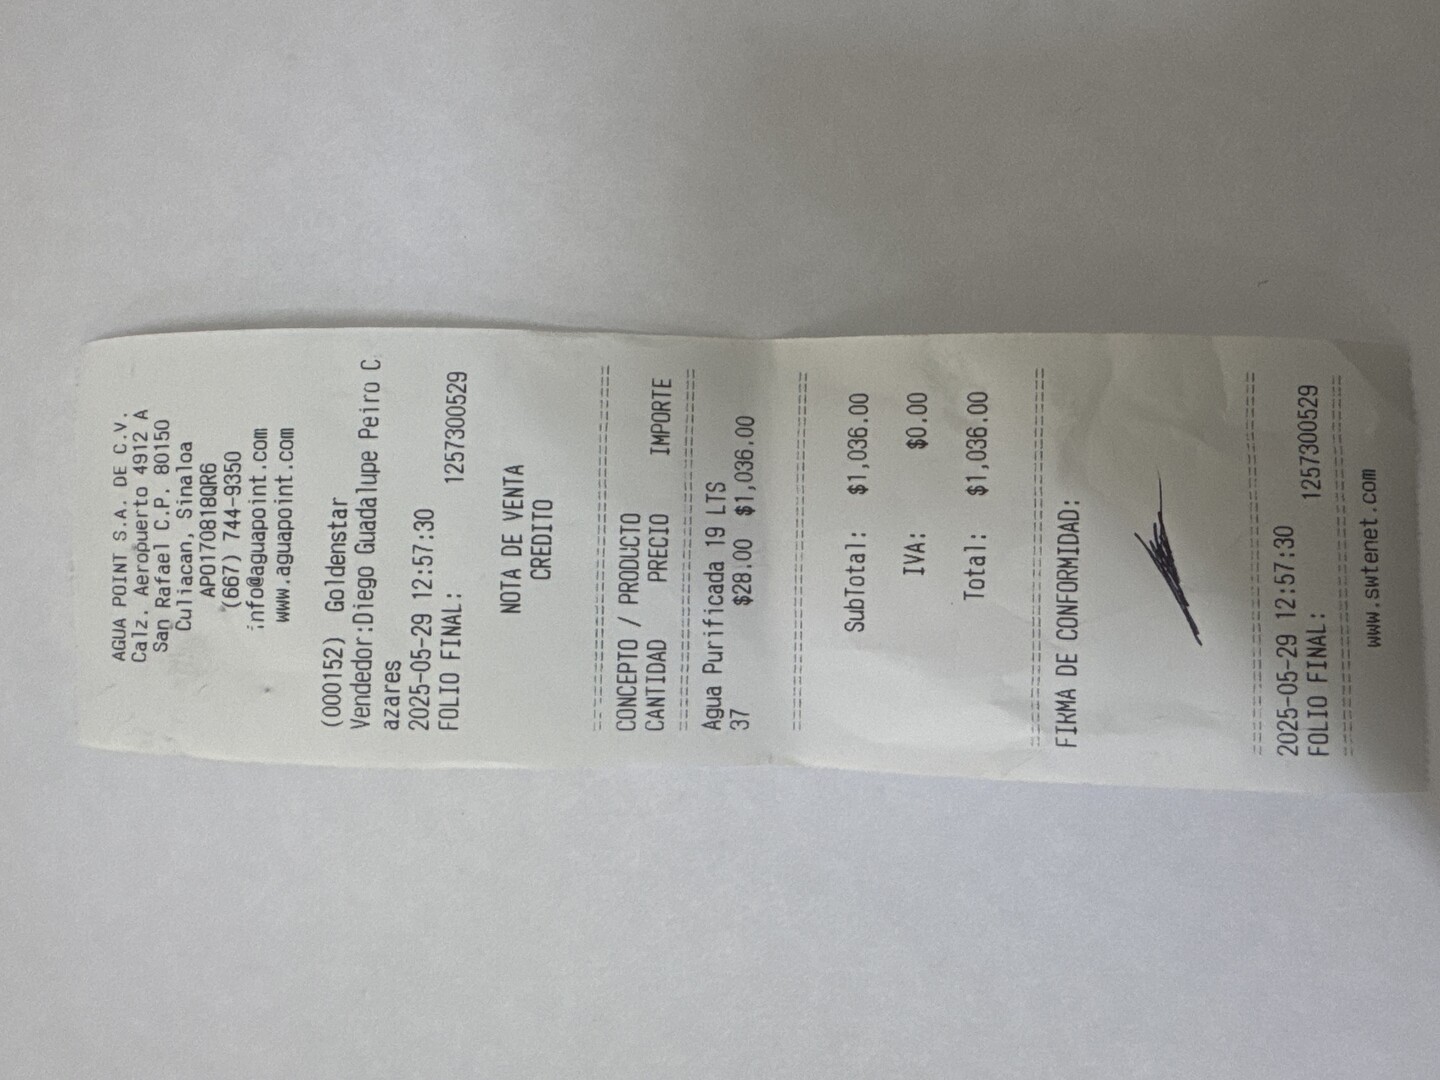 AGUA POINT S.A. DE C.V.
Calz. Aeropuerto 4912 A
San Rafael C.P. 80150
Culiacan, Sinaloa
APO170818QR6
(667) 744-9350
info@aguapoint.com
www.aguapoint.com
(000152) Goldenstar
Vendedor:Diego Guadalupe Peiro C
azares
2025-05-29 12:57:30
FOLIO FINAL: 1257300529
NOTA DE VENTA
CREDITO
================================
CONCEPTO / PRODUCTO
CANTIDAD PRECIO IMPORTE
================================
Agua Purificada 19 LTS
37 $28.00 $1,036.00
================================
SubTotal: $1,036.00
IVA: $0.00
Total: $1,036.00
================================
FIRMA DE CONFORMIDAD:
================================
2025-05-29 12:57:30
FOLIO FINAL: 1257300529
================================
www.swtenet.com